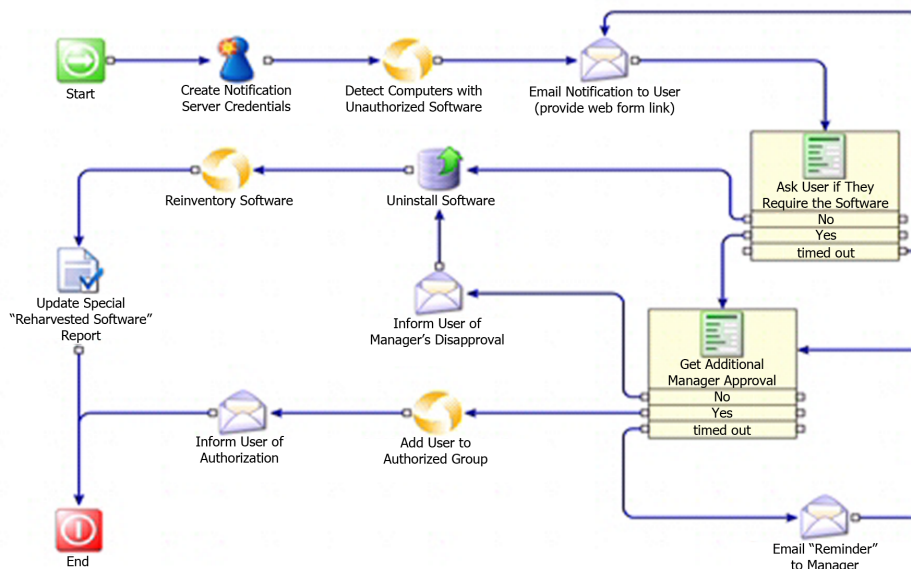 Start
Create Notification
Server Credentials
Detect Computers with
Unauthorized Software
Email Notification to User
(provide web form link)
Ask User if They
Require the Software
No
Yes
timed out
Uninstall Software
Reinventory Software
Update Special
“Reharvested Software”
Report
Inform User of
Manager’s Disapproval
Get Additional
Manager Approval
No
Yes
timed out
Add User to
Authorized Group
Inform User of
Authorization
End
Email “Reminder”
to Manager